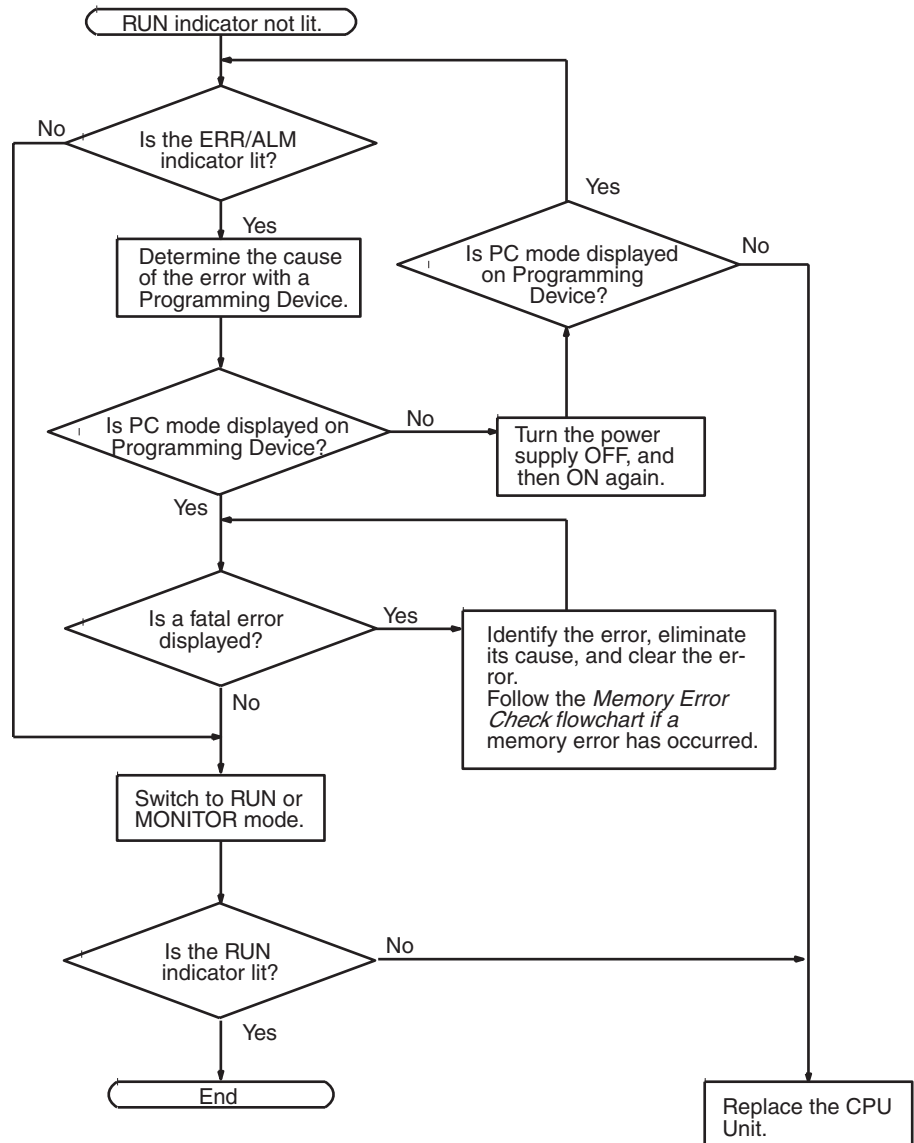 RUN indicator not lit.
No
Is the ERR/ALM
indicator lit?
Yes
Determine the cause
of the error with a
Programming Device.
Yes
Is PC mode displayed
on Programming
Device?
No
Is PC mode displayed on
Programming Device?
No
Turn the power
supply OFF, and
then ON again.
Yes
Is a fatal error
displayed?
Yes
Identify the error, eliminate
its cause, and clear the er-
ror.
Follow the Memory Error
Check flowchart if a
memory error has occurred.
No
Switch to RUN or
MONITOR mode.
Is the RUN
indicator lit?
No
Yes
End
Replace the CPU
Unit.